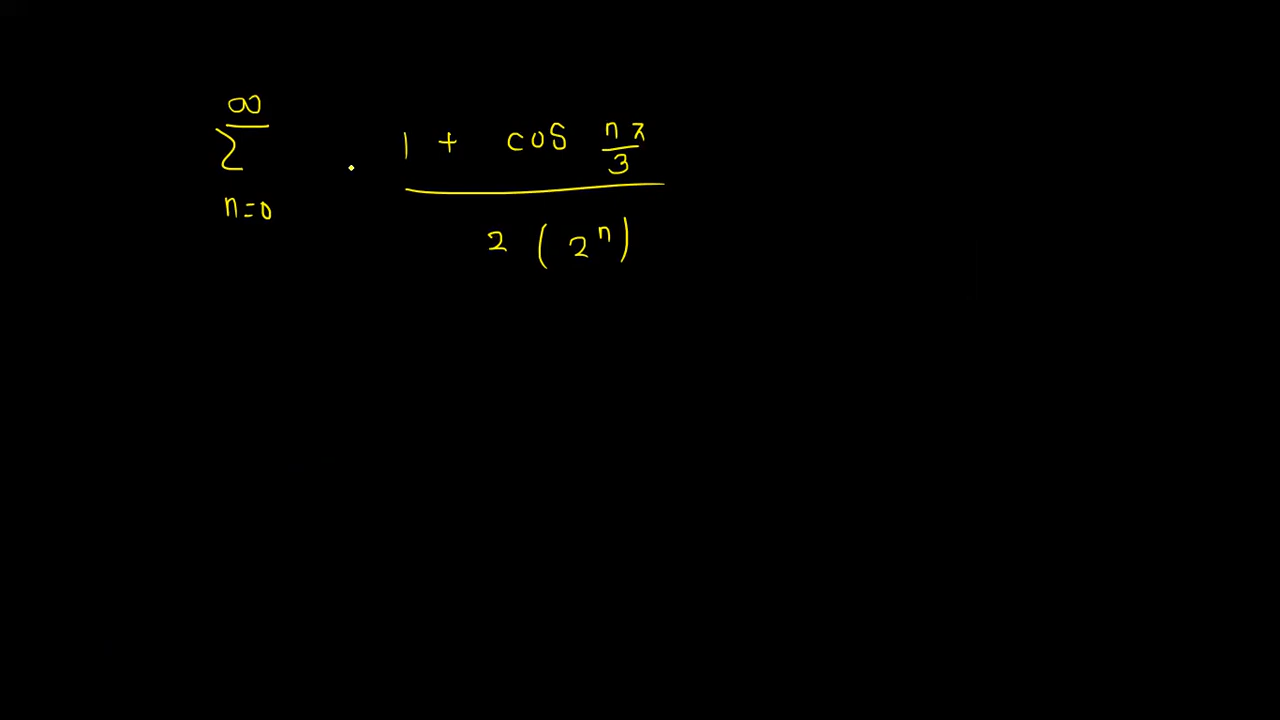 ∞
∑ 1 + cos nπ/3
n=0 2 (2ⁿ)